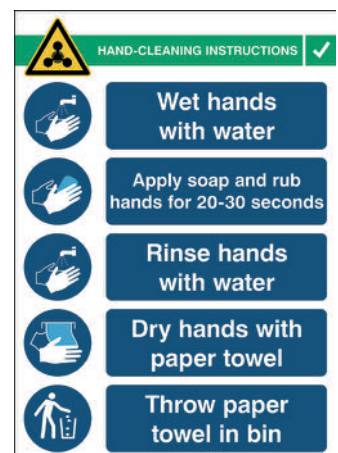 HAND-CLEANING INSTRUCTIONS
Wet hands
with water
Apply soap and rub
hands for 20-30 seconds
Rinse hands
with water
Dry hands with
paper towel
Throw paper
towel in bin